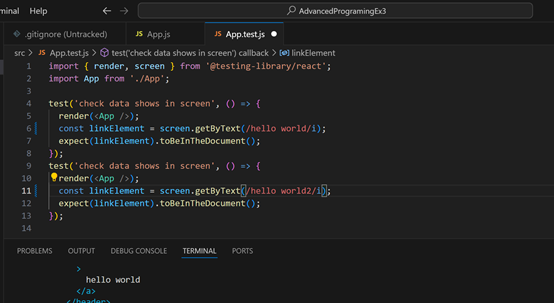 minal Help
AdvancedProgramingEx3
.gitignore (Untracked)
JS App.js
JS App.test.js
src > JS App.test.js > test('check data shows in screen') callback > linkElement
1 import { render, screen } from '@testing-library/react';
2 import App from './App';
3
4 test('check data shows in screen', () => {
5 render(<App />);
6 const linkElement = screen.getByText(/hello world/i);
7 expect(linkElement).toBeInTheDocument();
8 });
9 test('check data shows in screen', () => {
10 render(<App />);
11 const linkElement = screen.getByText(/hello world2/i);
12 expect(linkElement).toBeInTheDocument();
13 });
14
PROBLEMS OUTPUT DEBUG CONSOLE TERMINAL PORTS
>
hello world
</a>
</header>